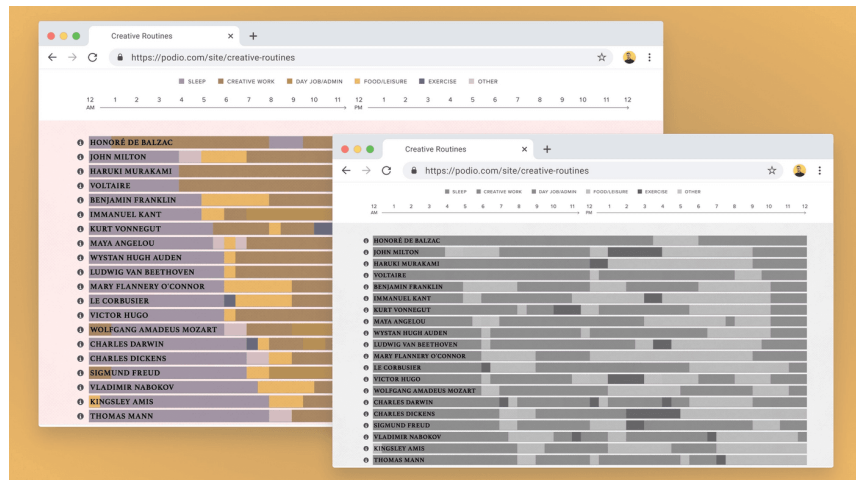 Creative Routines
https://podio.com/site/creative-routines
SLEEP CREATIVE WORK DAY JOB/ADMIN FOOD/LEISURE EXERCISE OTHER
12 1 2 3 4 5 6 7 8 9 10 11 12 1 2 3 4 5 6 7 8 9 10 11 12
AM PM
HONORÉ DE BALZAC
JOHN MILTON
HARUKI MURAKAMI
VOLTAIRE
BENJAMIN FRANKLIN
IMMANUEL KANT
KURT VONNEGUT
MAYA ANGELOU
WYSTAN HUGH AUDEN
LUDWIG VAN BEETHOVEN
MARY FLANNERY O'CONNOR
LE CORBUSIER
VICTOR HUGO
WOLFGANG AMADEUS MOZART
CHARLES DARWIN
CHARLES DICKENS
SIGMUND FREUD
VLADIMIR NABOKOV
KINGSLEY AMIS
THOMAS MANN
Creative Routines
https://podio.com/site/creative-routines
SLEEP CREATIVE WORK DAY JOB/ADMIN FOOD/LEISURE EXERCISE OTHER
12 1 2 3 4 5 6 7 8 9 10 11 12 1 2 3 4 5 6 7 8 9 10 11 12
AM PM
HONORÉ DE BALZAC
JOHN MILTON
HARUKI MURAKAMI
VOLTAIRE
BENJAMIN FRANKLIN
IMMANUEL KANT
KURT VONNEGUT
MAYA ANGELOU
WYSTAN HUGH AUDEN
LUDWIG VAN BEETHOVEN
MARY FLANNERY O'CONNOR
LE CORBUSIER
VICTOR HUGO
WOLFGANG AMADEUS MOZART
CHARLES DARWIN
CHARLES DICKENS
SIGMUND FREUD
VLADIMIR NABOKOV
KINGSLEY AMIS
THOMAS MANN